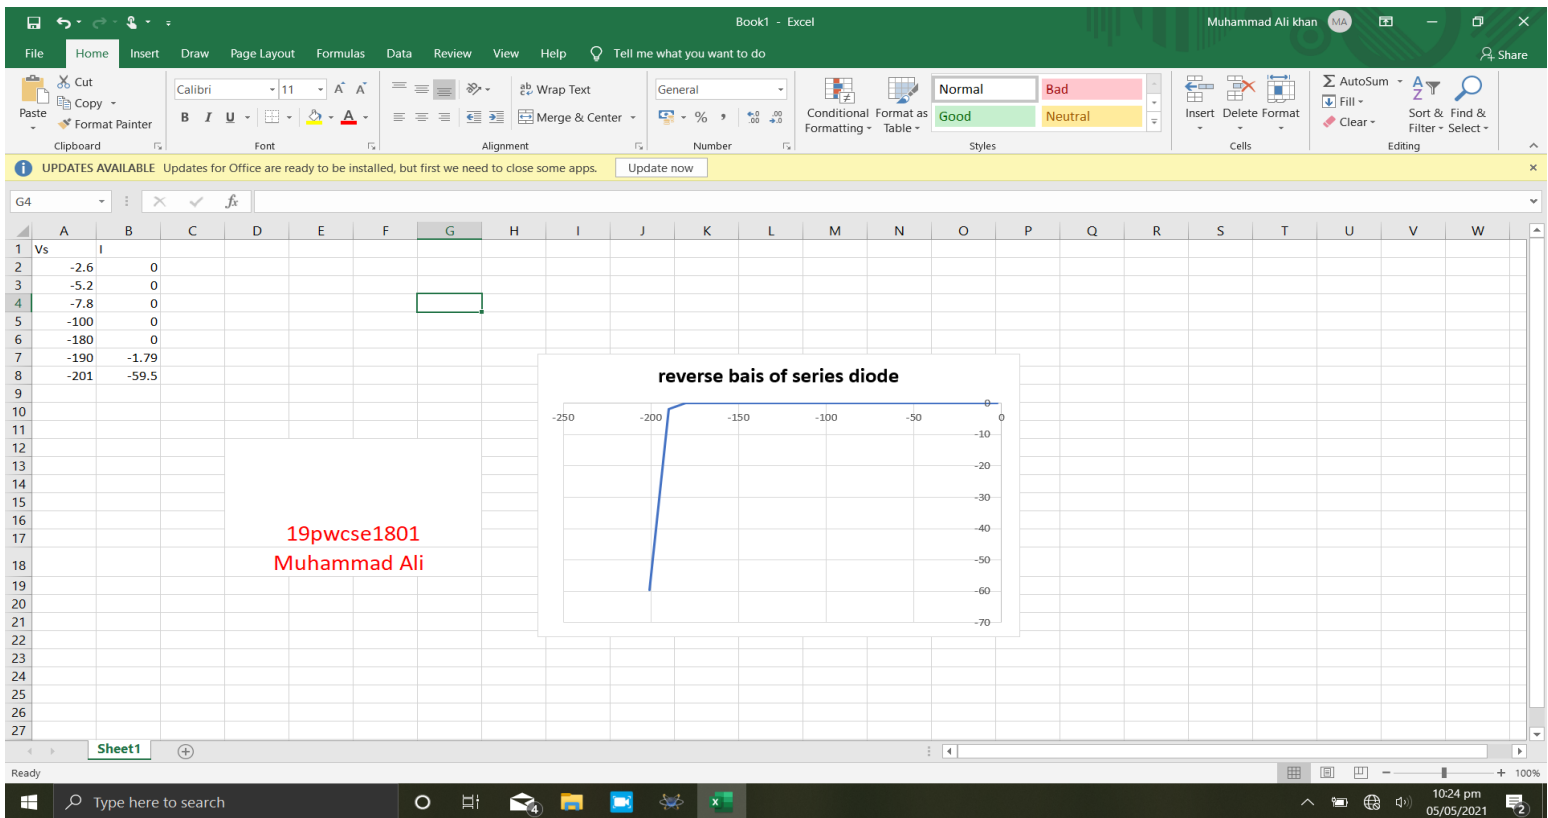 Book1 - Excel
Muhammad Ali khan MA
File Home Insert Draw Page Layout Formulas Data Review View Help Tell me what you want to do Share
Paste
Cut
Copy
Format Painter
Clipboard
Calibri 11
B I U A
Font
Wrap Text
Merge & Center
Alignment
General
Number
Conditional Formatting
Format as Table
Normal Bad
Good Neutral
Styles
Insert Delete Format
Cells
AutoSum
Fill
Clear
Sort & Filter
Find & Select
Editing
UPDATES AVAILABLE Updates for Office are ready to be installed, but first we need to close some apps. Update now
G4 fx
A B C D E F G H I J K L M N O P Q R S T U V W
1 Vs I
2 -2.6 0
3 -5.2 0
4 -7.8 0
5 -100 0
6 -180 0
7 -190 -1.79
8 -201 -59.5
9
10
11
12
13
14
15
16
17
18
19
20
21
22
23
24
25
26
27
reverse bais of series diode
0
-250 -200 -150 -100 -50 0
-10
-20
-30
-40
-50
-60
-70
19pwcse1801
Muhammad Ali
Sheet1
Ready
100%
Type here to search
4
10:24 pm
05/05/2021
2